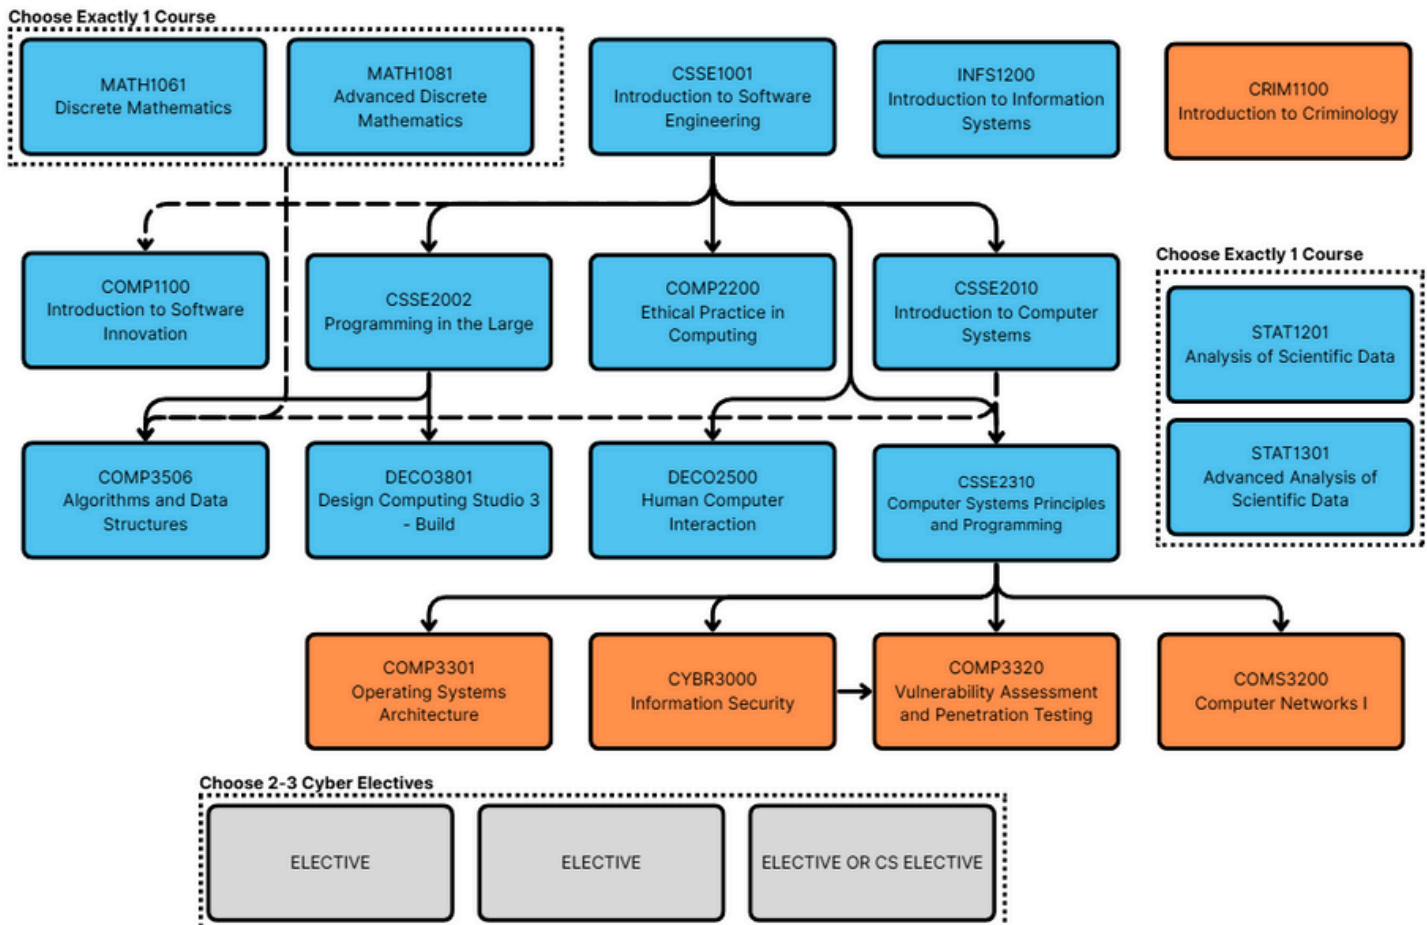 Choose Exactly 1 Course
MATH1061
Discrete Mathematics
MATH1081
Advanced Discrete
Mathematics
CSSE1001
Introduction to Software
Engineering
INFS1200
Introduction to Information
Systems
CRIM1100
Introduction to Criminology
COMP1100
Introduction to Software
Innovation
CSSE2002
Programming in the Large
COMP2200
Ethical Practice in
Computing
CSSE2010
Introduction to Computer
Systems
Choose Exactly 1 Course
STAT1201
Analysis of Scientific Data
STAT1301
Advanced Analysis of
Scientific Data
COMP3506
Algorithms and Data
Structures
DECO3801
Design Computing Studio 3
- Build
DECO2500
Human Computer
Interaction
CSSE2310
Computer Systems Principles
and Programming
COMP3301
Operating Systems
Architecture
CYBR3000
Information Security
COMP3320
Vulnerability Assessment
and Penetration Testing
COMS3200
Computer Networks I
Choose 2-3 Cyber Electives
ELECTIVE
ELECTIVE
ELECTIVE OR CS ELECTIVE